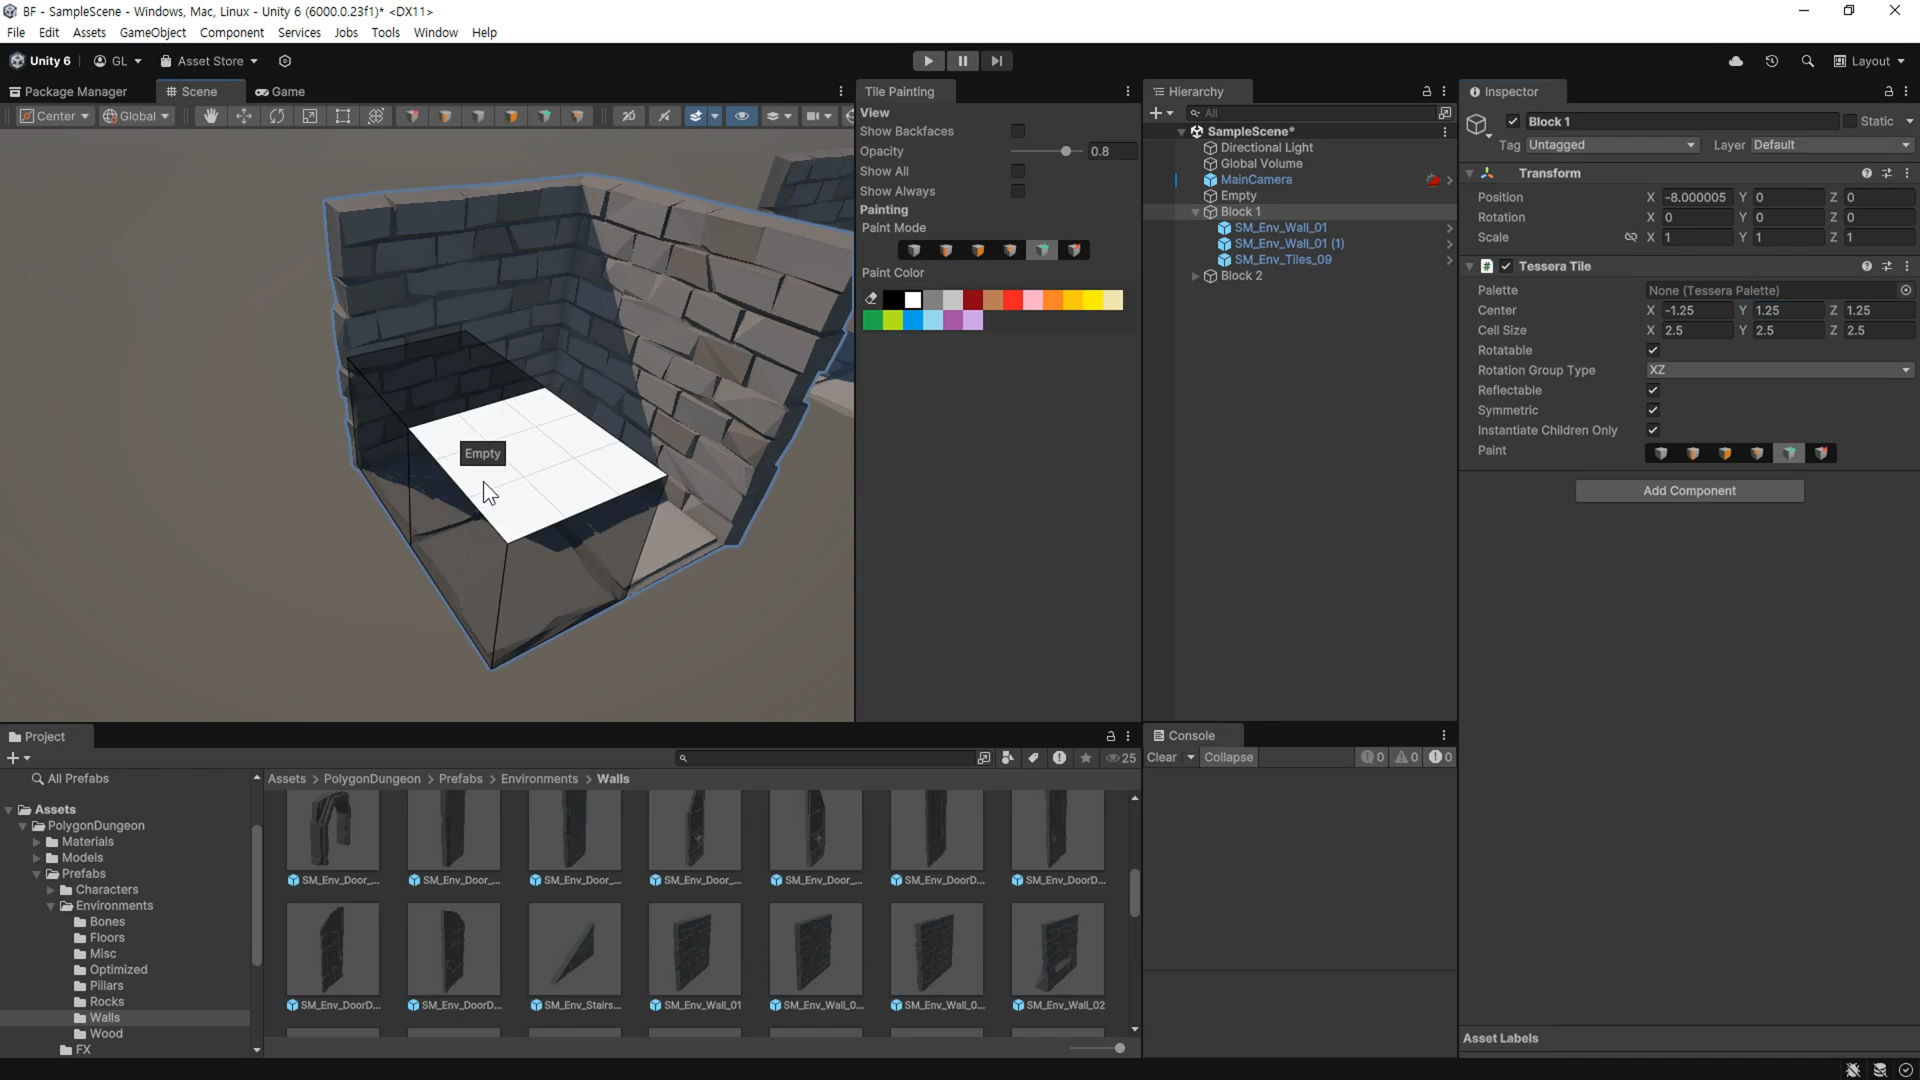 BF - SampleScene - Windows, Mac, Linux - Unity 6 (6000.0.23f1)* <DX11>
File Edit Assets GameObject Component Services Jobs Tools Window Help
Unity 6 GL Asset Store Layout
Package Manager Scene Game
Center Global
Tile Painting
View
Show Backfaces
Opacity 0.8
Show All
Show Always
Painting
Paint Mode
Paint Color
Empty
Hierarchy
All
SampleScene*
Directional Light
Global Volume
MainCamera
Empty
Block 1
SM_Env_Wall_01
SM_Env_Wall_01 (1)
SM_Env_Tiles_09
Block 2
Inspector
Block 1 Static
Tag Untagged Layer Default
Transform
Position X -8.000005 Y 0 Z 0
Rotation X 0 Y 0 Z 0
Scale X 1 Y 1 Z 1
Tessera Tile
Palette None (Tessera Palette)
Center X -1.25 Y 1.25 Z 1.25
Cell Size X 2.5 Y 2.5 Z 2.5
Rotatable
Rotation Group Type XZ
Reflectable
Symmetric
Instantiate Children Only
Paint
Add Component
Asset Labels
Project
25
All Prefabs
Assets
PolygonDungeon
Materials
Models
Prefabs
Characters
Environments
Bones
Floors
Misc
Optimized
Pillars
Rocks
Walls
Wood
FX
Assets > PolygonDungeon > Prefabs > Environments > Walls
SM_Env_Door_... SM_Env_Door_... SM_Env_Door_... SM_Env_Door_... SM_Env_Door_... SM_Env_DoorD... SM_Env_DoorD...
SM_Env_DoorD... SM_Env_DoorD... SM_Env_Stairs... SM_Env_Wall_01 SM_Env_Wall_0... SM_Env_Wall_0... SM_Env_Wall_02
Console
Clear Collapse 0 0 0